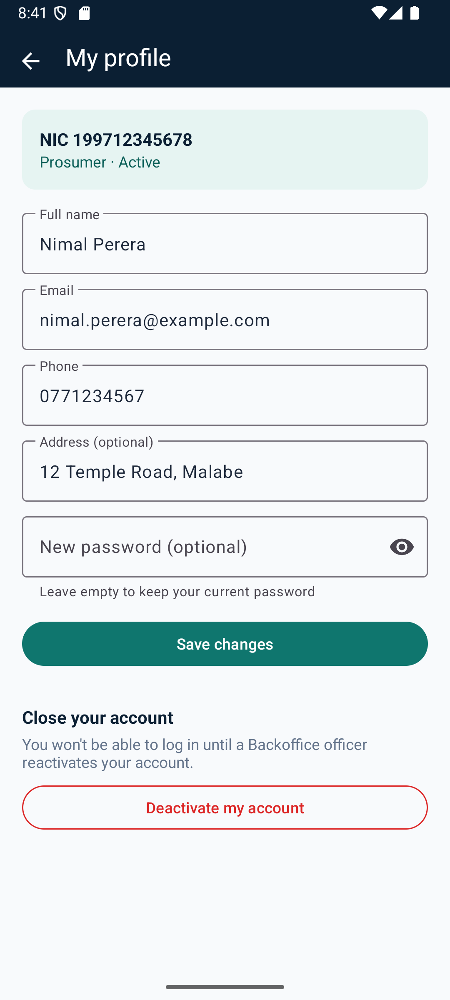 8:41
My profile
NIC 199712345678
Prosumer · Active
Full name
Nimal Perera
Email
nimal.perera@example.com
Phone
0771234567
Address (optional)
12 Temple Road, Malabe
New password (optional)
Leave empty to keep your current password
Save changes
Close your account
You won't be able to log in until a Backoffice officer
reactivates your account.
Deactivate my account